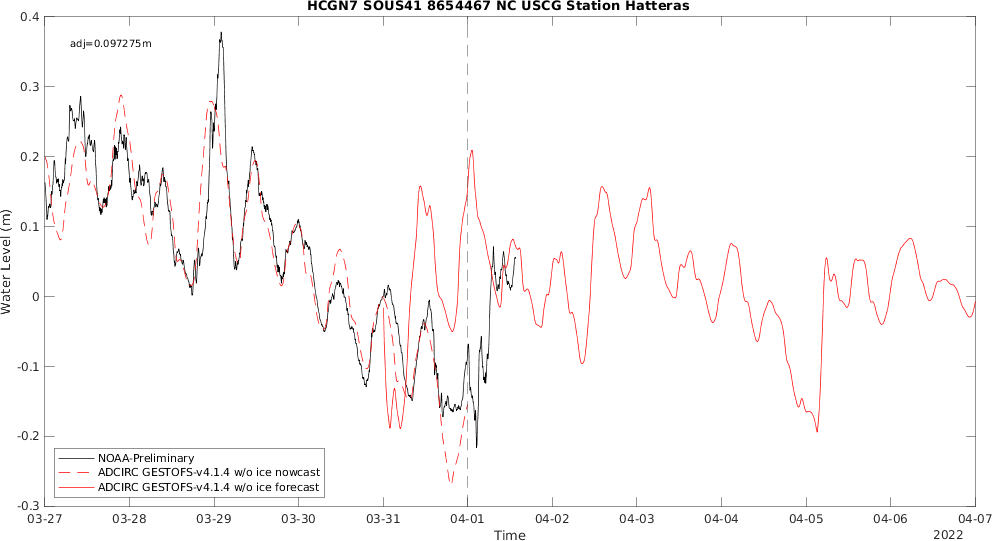 HCGN7 SOUS41 8654467 NC USCG Station Hatteras
adj=0.097275m
0.4
0.3
0.2
0.1
0
-0.1
-0.2
-0.3
Water Level (m)
NOAA-Preliminary
ADCIRC GESTOFS-v4.1.4 w/o ice nowcast
ADCIRC GESTOFS-v4.1.4 w/o ice forecast
03-27 03-28 03-29 03-30 03-31 04-01 04-02 04-03 04-04 04-05 04-06 04-07
Time
2022